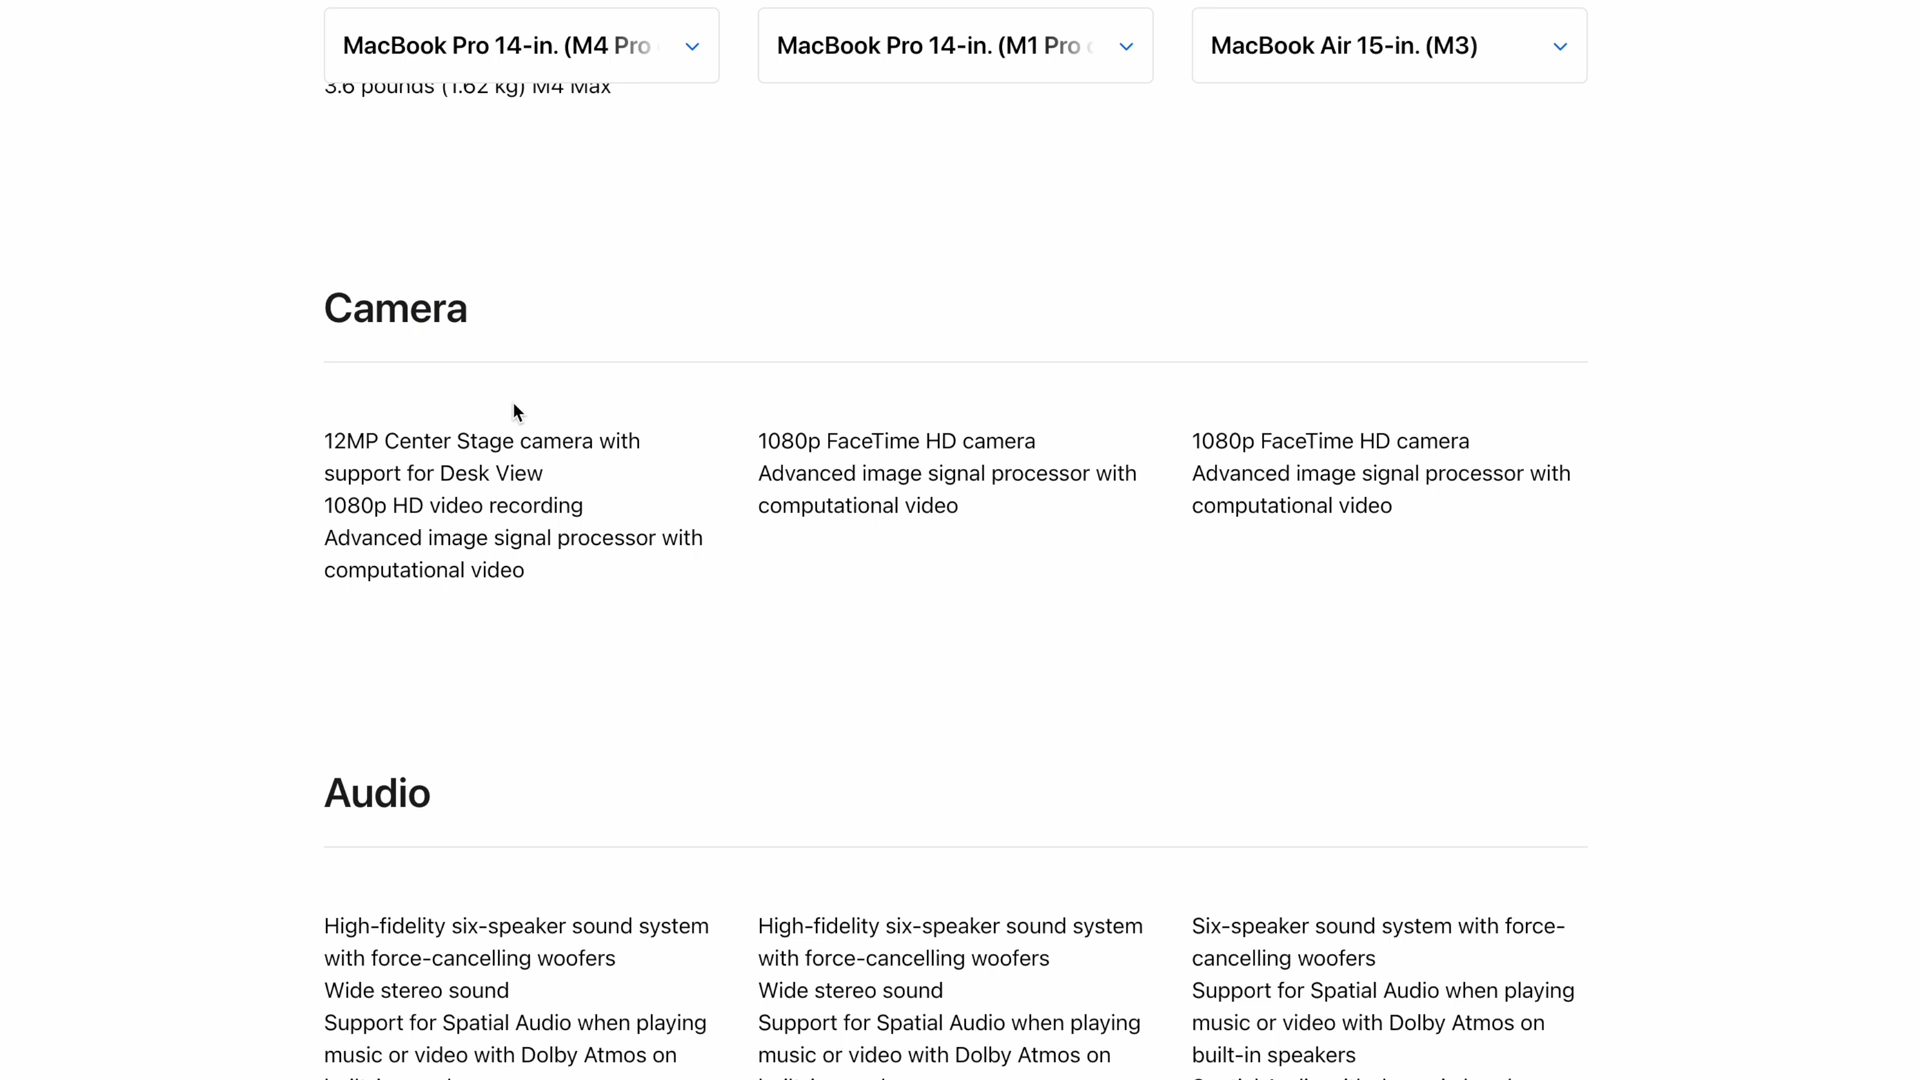 MacBook Pro 14-in. (M4 Pro
MacBook Pro 14-in. (M1 Pro
MacBook Air 15-in. (M3)
3.6 pounds (1.62 kg) M4 Max
Camera
12MP Center Stage camera with
support for Desk View
1080p HD video recording
Advanced image signal processor with
computational video
1080p FaceTime HD camera
Advanced image signal processor with
computational video
1080p FaceTime HD camera
Advanced image signal processor with
computational video
Audio
High-fidelity six-speaker sound system
with force-cancelling woofers
Wide stereo sound
Support for Spatial Audio when playing
music or video with Dolby Atmos on
High-fidelity six-speaker sound system
with force-cancelling woofers
Wide stereo sound
Support for Spatial Audio when playing
music or video with Dolby Atmos on
Six-speaker sound system with force-
cancelling woofers
Support for Spatial Audio when playing
music or video with Dolby Atmos on
built-in speakers